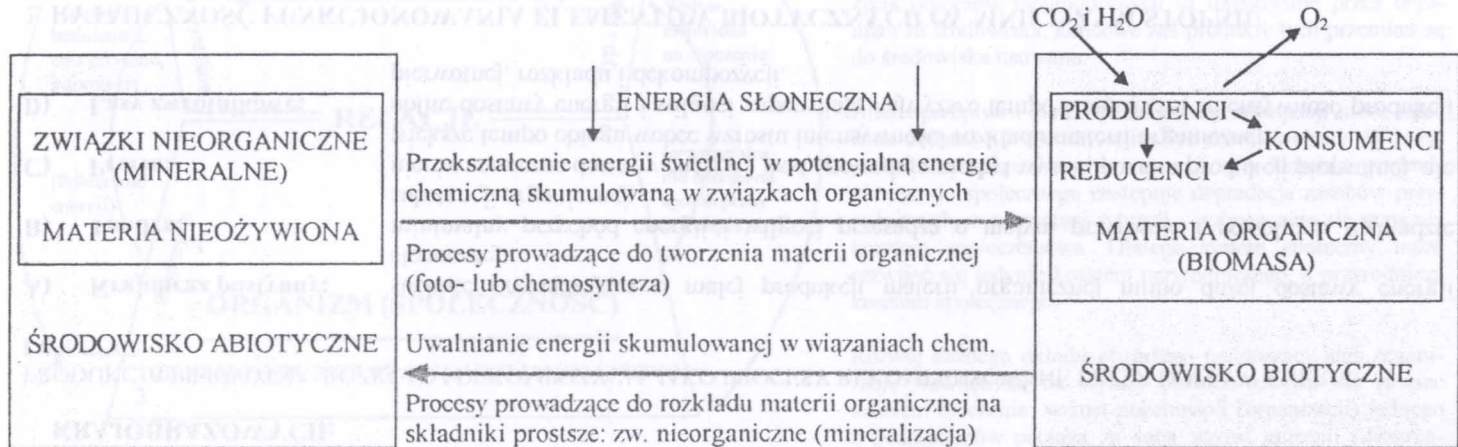 CO₂ i H₂O O₂
ENERGIA SŁONECZNA
ZWIĄZKI NIEORGANICZNE
(MINERALNE)
MATERIA NIEOŻYWIONA
ŚRODOWISKO ABIOTYCZNE
Przekształcenie energii świetlnej w potencjalną energię
chemiczną skumulowaną w związkach organicznych
Procesy prowadzące do tworzenia materii organicznej
(foto- lub chemosynteza)
Uwalnianie energii skumulowanej w wiązaniach chem.
Procesy prowadzące do rozkładu materii organicznej na
składniki prostsze: zw. nieorganiczne (mineralizacja)
PRODUCENCI
KONSUMENCI
REDUCENCI
MATERIA ORGANICZNA
(BIOMASA)
ŚRODOWISKO BIOTYCZNE